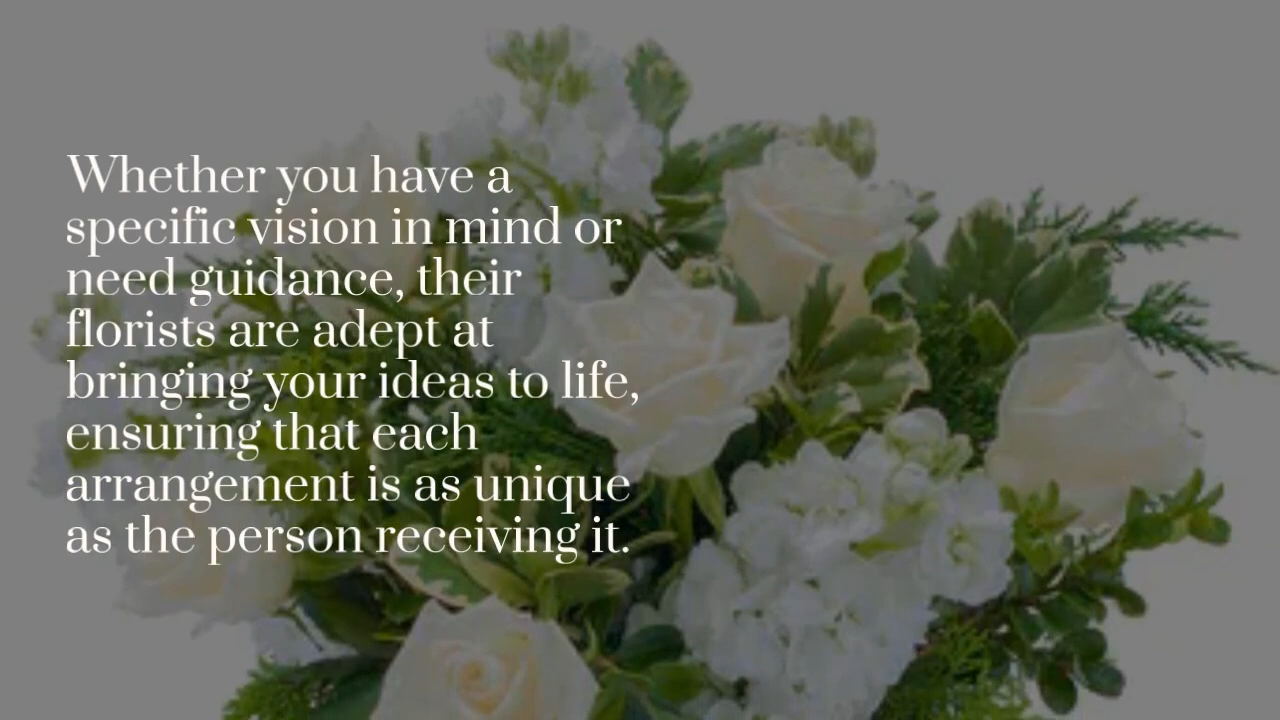 Whether you have a
specific vision in mind or
need guidance, their
florists are adept at
bringing your ideas to life,
ensuring that each
arrangement is as unique
as the person receiving it.